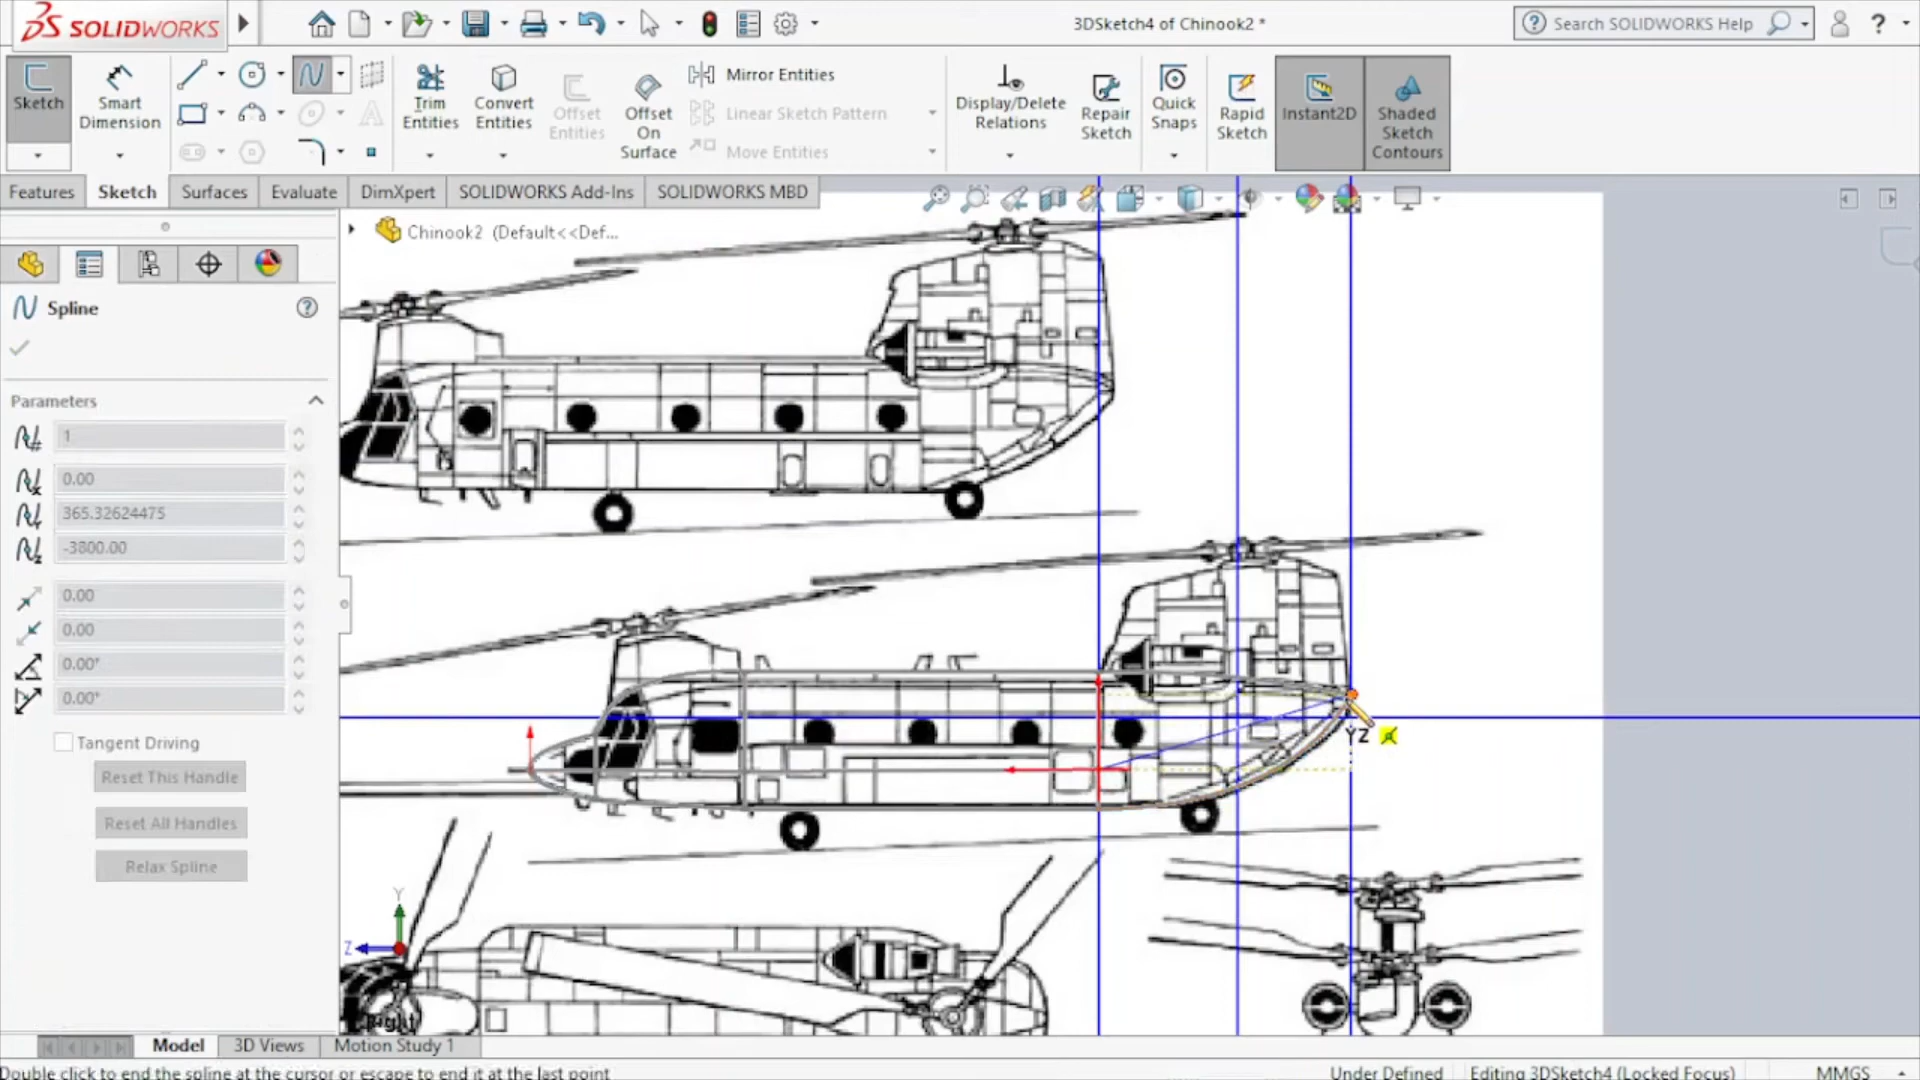 SOLIDWORKS
3DSketch4 of Chinook2 *
Search SOLIDWORKS Help
?
Sketch
Smart Dimension
Trim Entities
Convert Entities
Offset Entities
Offset On Surface
Mirror Entities
Linear Sketch Pattern
Move Entities
Display/Delete Relations
Repair Sketch
Quick Snaps
Rapid Sketch
Instant2D
Shaded Sketch Contours
Features
Sketch
Surfaces
Evaluate
DimXpert
SOLIDWORKS Add-Ins
SOLIDWORKS MBD
Chinook2 (Default<<Def...
Spline
?
Parameters
1
0.00
365.32624475
-3800.00
0.00
0.00
0.00°
0.00°
Tangent Driving
Reset This Handle
Reset All Handles
Relax Spline
YZ
Y
Z
*Right
Model
3D Views
Motion Study 1
Double click to end the spline at the cursor or escape to end it at the last point
Under Defined
Editing 3DSketch4 (Locked Focus)
MMGS